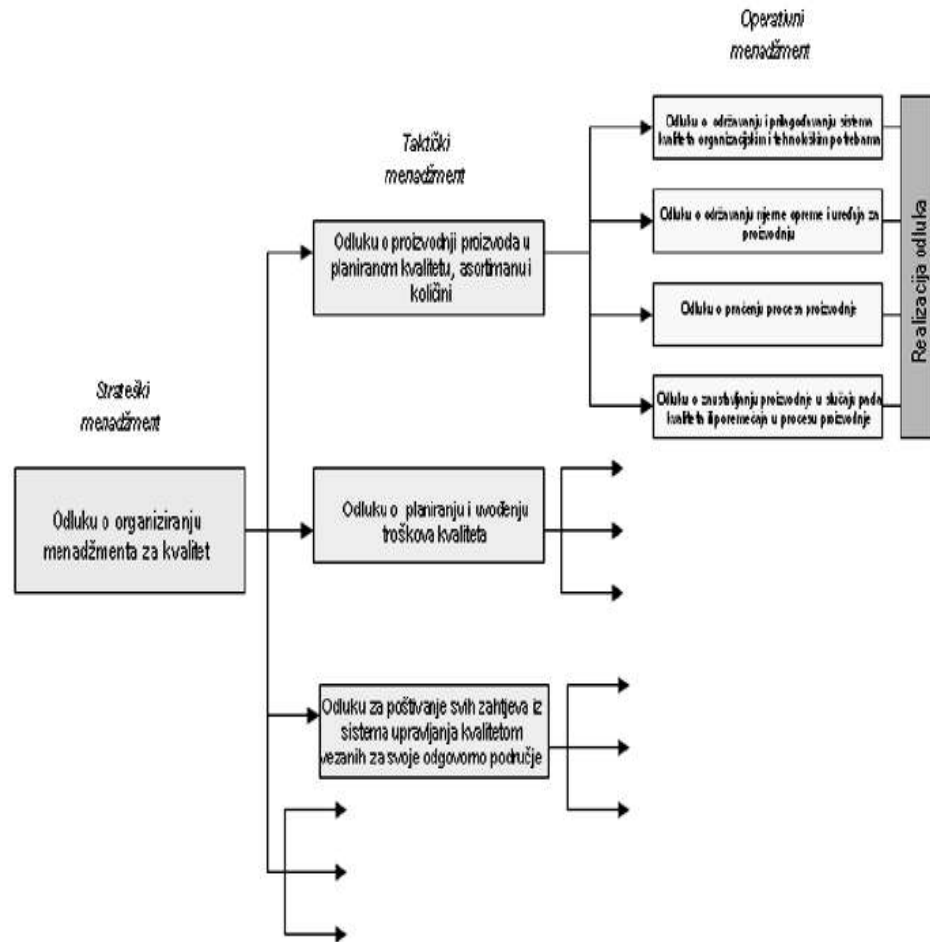 Operativni
menadžment
Taktički
menadžment
Strateški
menadžment
Odluku o organiziranju
menadžmenta za kvalitet
Odluku o proizvodnji proizvoda u
planiranom kvalitetu, asortimanu i
količini
Odluku o planiranju i uvođenju
troškova kvaliteta
Odluku za poštivanje svih zahtjeva iz
sistema upravljanja kvalitetom
vezanih za svoje odgovorno područje
Odluku o održavanju i prilagođavanju sistema
kvaliteta organizacijskim i tehnološkim potrebama
Odluku o održavanju mjerne opreme i uređaja za
proizvodnju
Odluku o praćenju procesa proizvodnje
Odluku o zaustavljanju proizvodnje u slučaju pada
kvaliteta ili poremećaja u procesu proizvodnje
Realizacija odluka